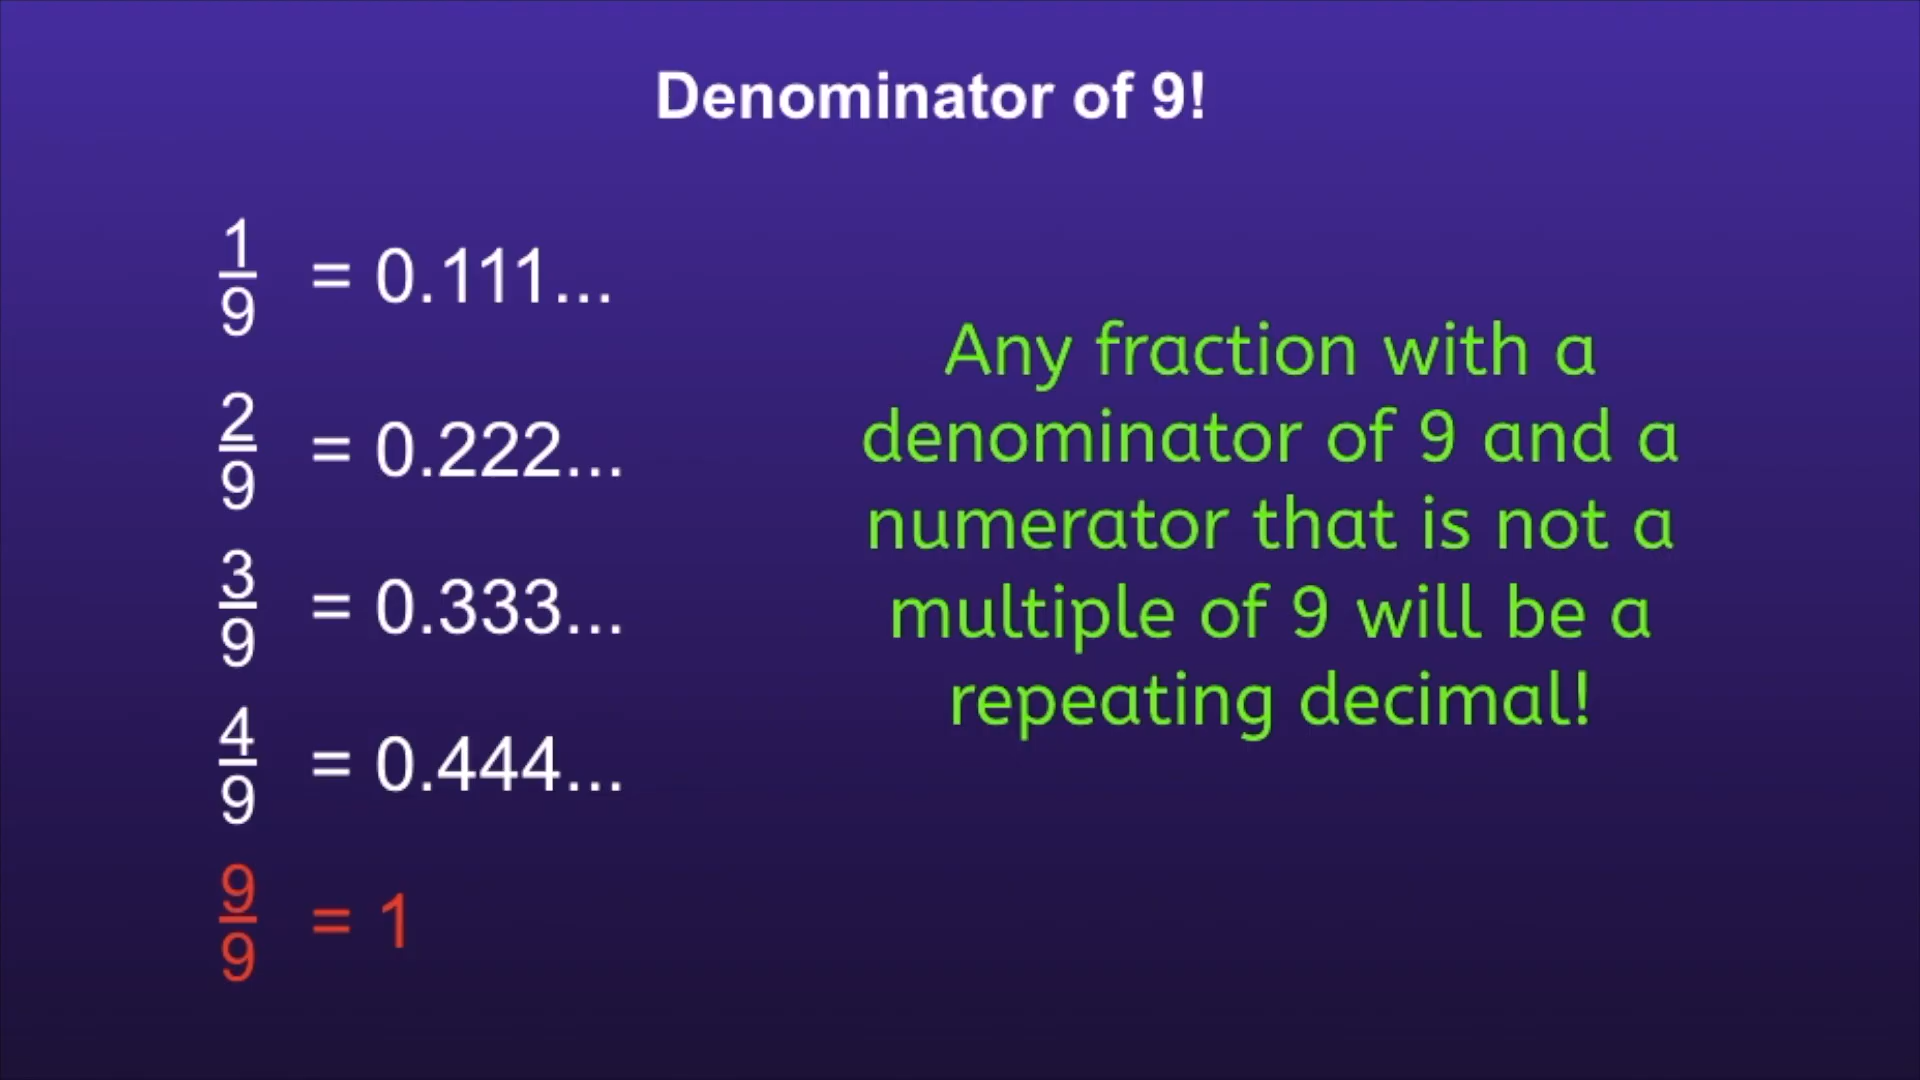 Denominator of 9!
1/9 = 0.111...
2/9 = 0.222...
3/9 = 0.333...
4/9 = 0.444...
9/9 = 1
Any fraction with a
denominator of 9 and a
numerator that is not a
multiple of 9 will be a
repeating decimal!